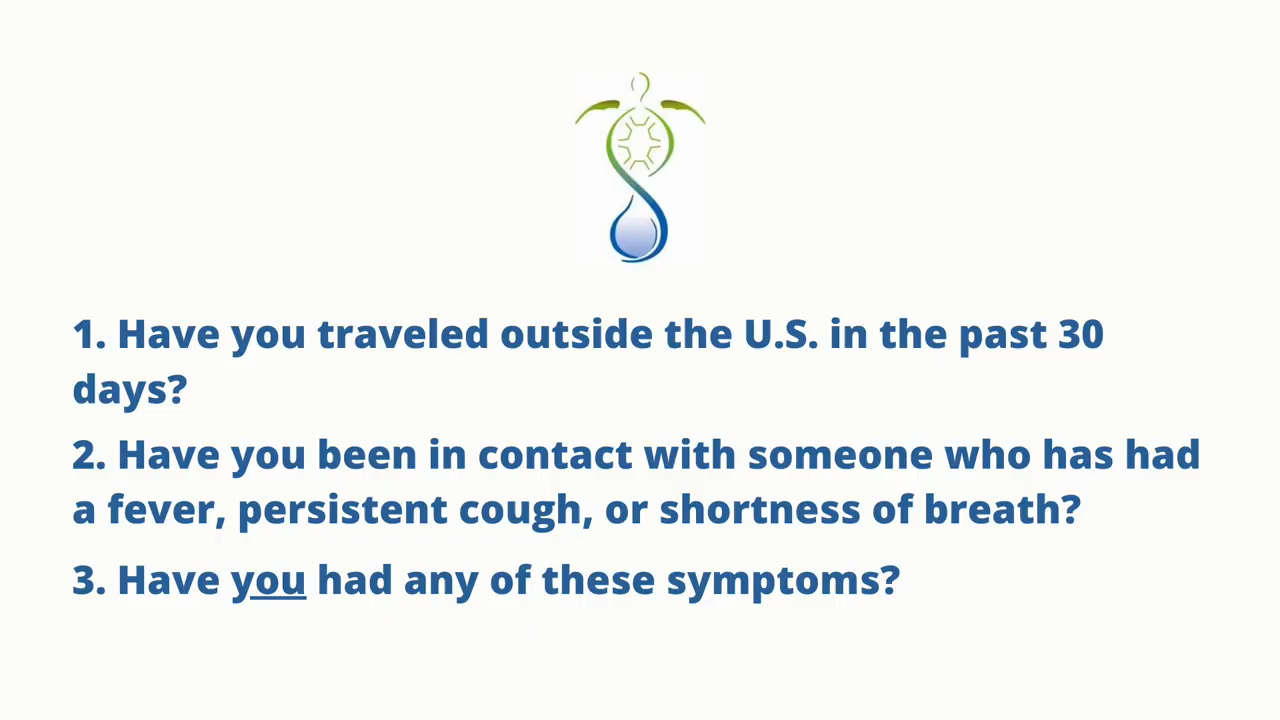 1. Have you traveled outside the U.S. in the past 30
days?
2. Have you been in contact with someone who has had
a fever, persistent cough, or shortness of breath?
3. Have you had any of these symptoms?